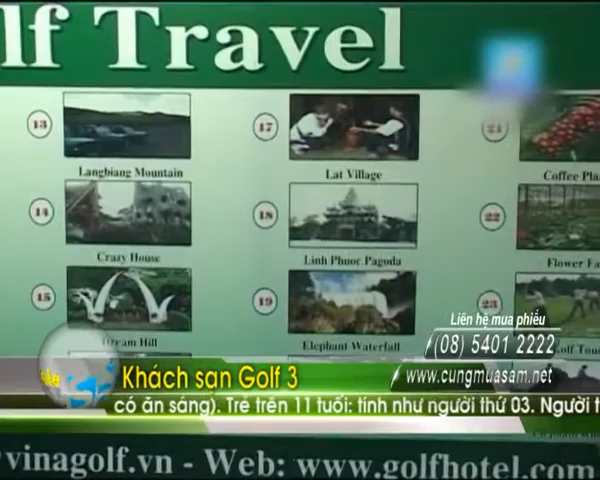 lf Travel
13
17
21
Langbiang Mountain
Lat Village
Coffee Pla
14
18
22
Crazy House
Linh Phuoc Pagoda
Flower Fa
15
19
23
Dream Hill
Elephant Waterfall
Golf Tou
Liên hệ mua phiếu
(08) 5401 2222
www.cungmuasam.net
Khách sạn Golf 3
có ăn sáng). Trẻ trên 11 tuổi: tính như người thứ 03. Người t
vinagolf.vn - Web: www.golfhotel.com